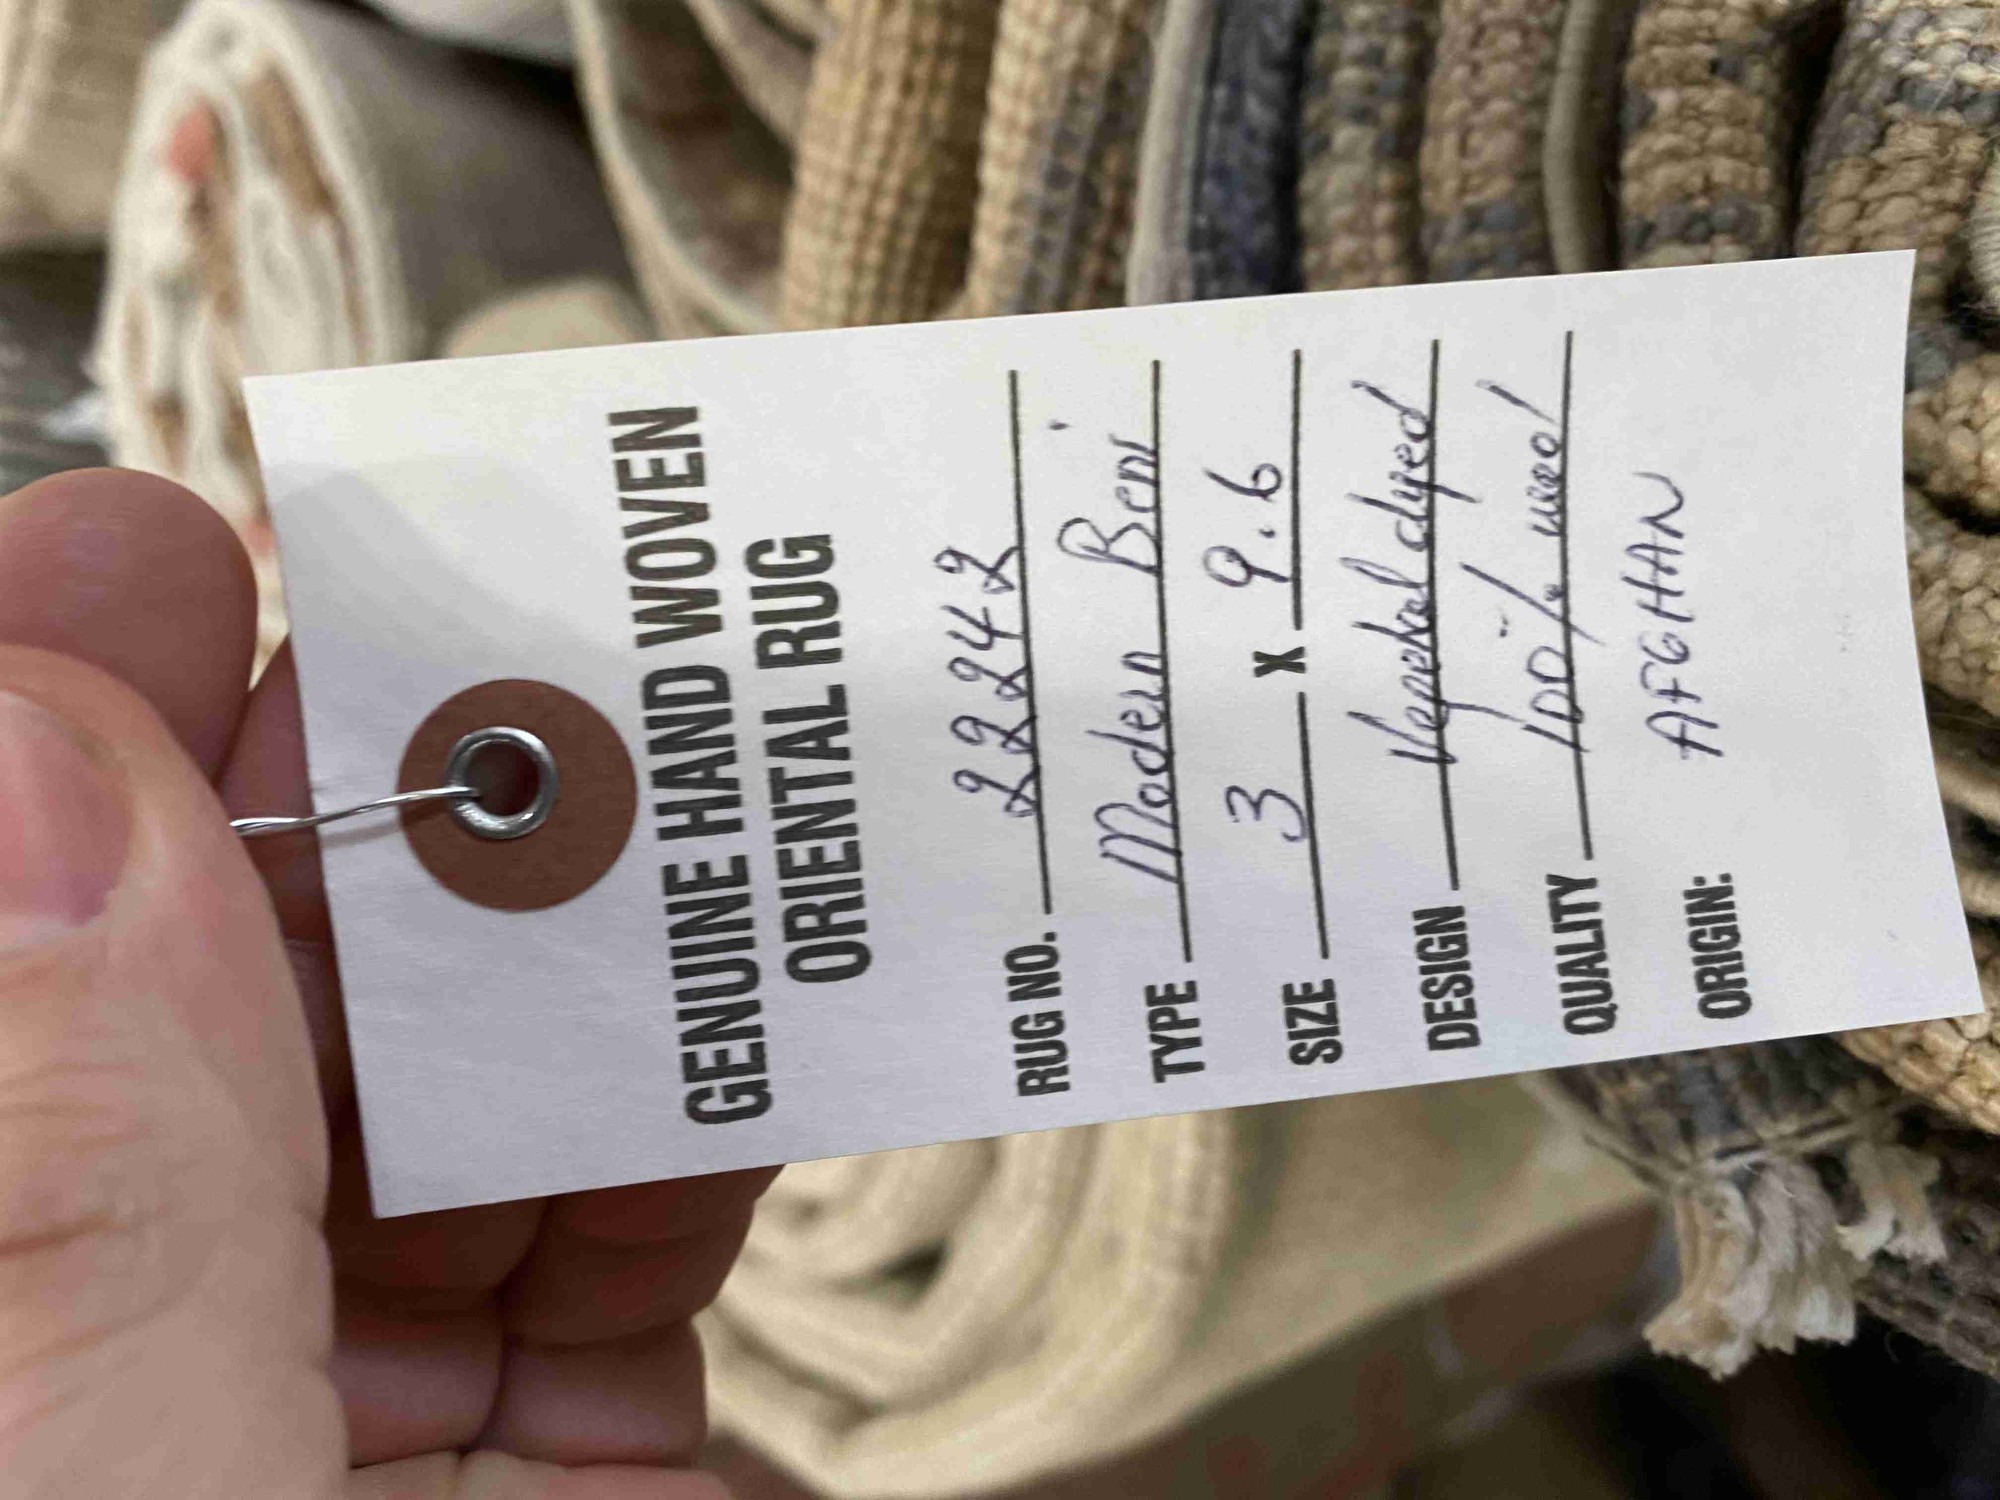 GENUINE HAND WOVEN
ORIENTAL RUG
RUG NO. 22242
TYPE Modern Beni
SIZE 3 X 9.6
DESIGN Veghtal dyed
QUALITY 100% wool
ORIGIN: AFGHAN